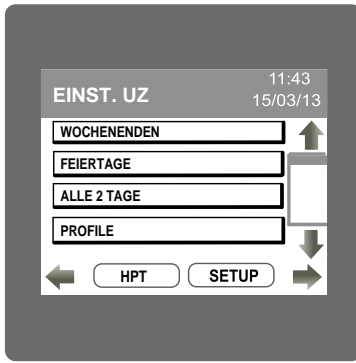 11:43
EINST. UZ 15/03/13
WOCHENENDEN
FEIERTAGE
ALLE 2 TAGE
PROFILE
HPT SETUP